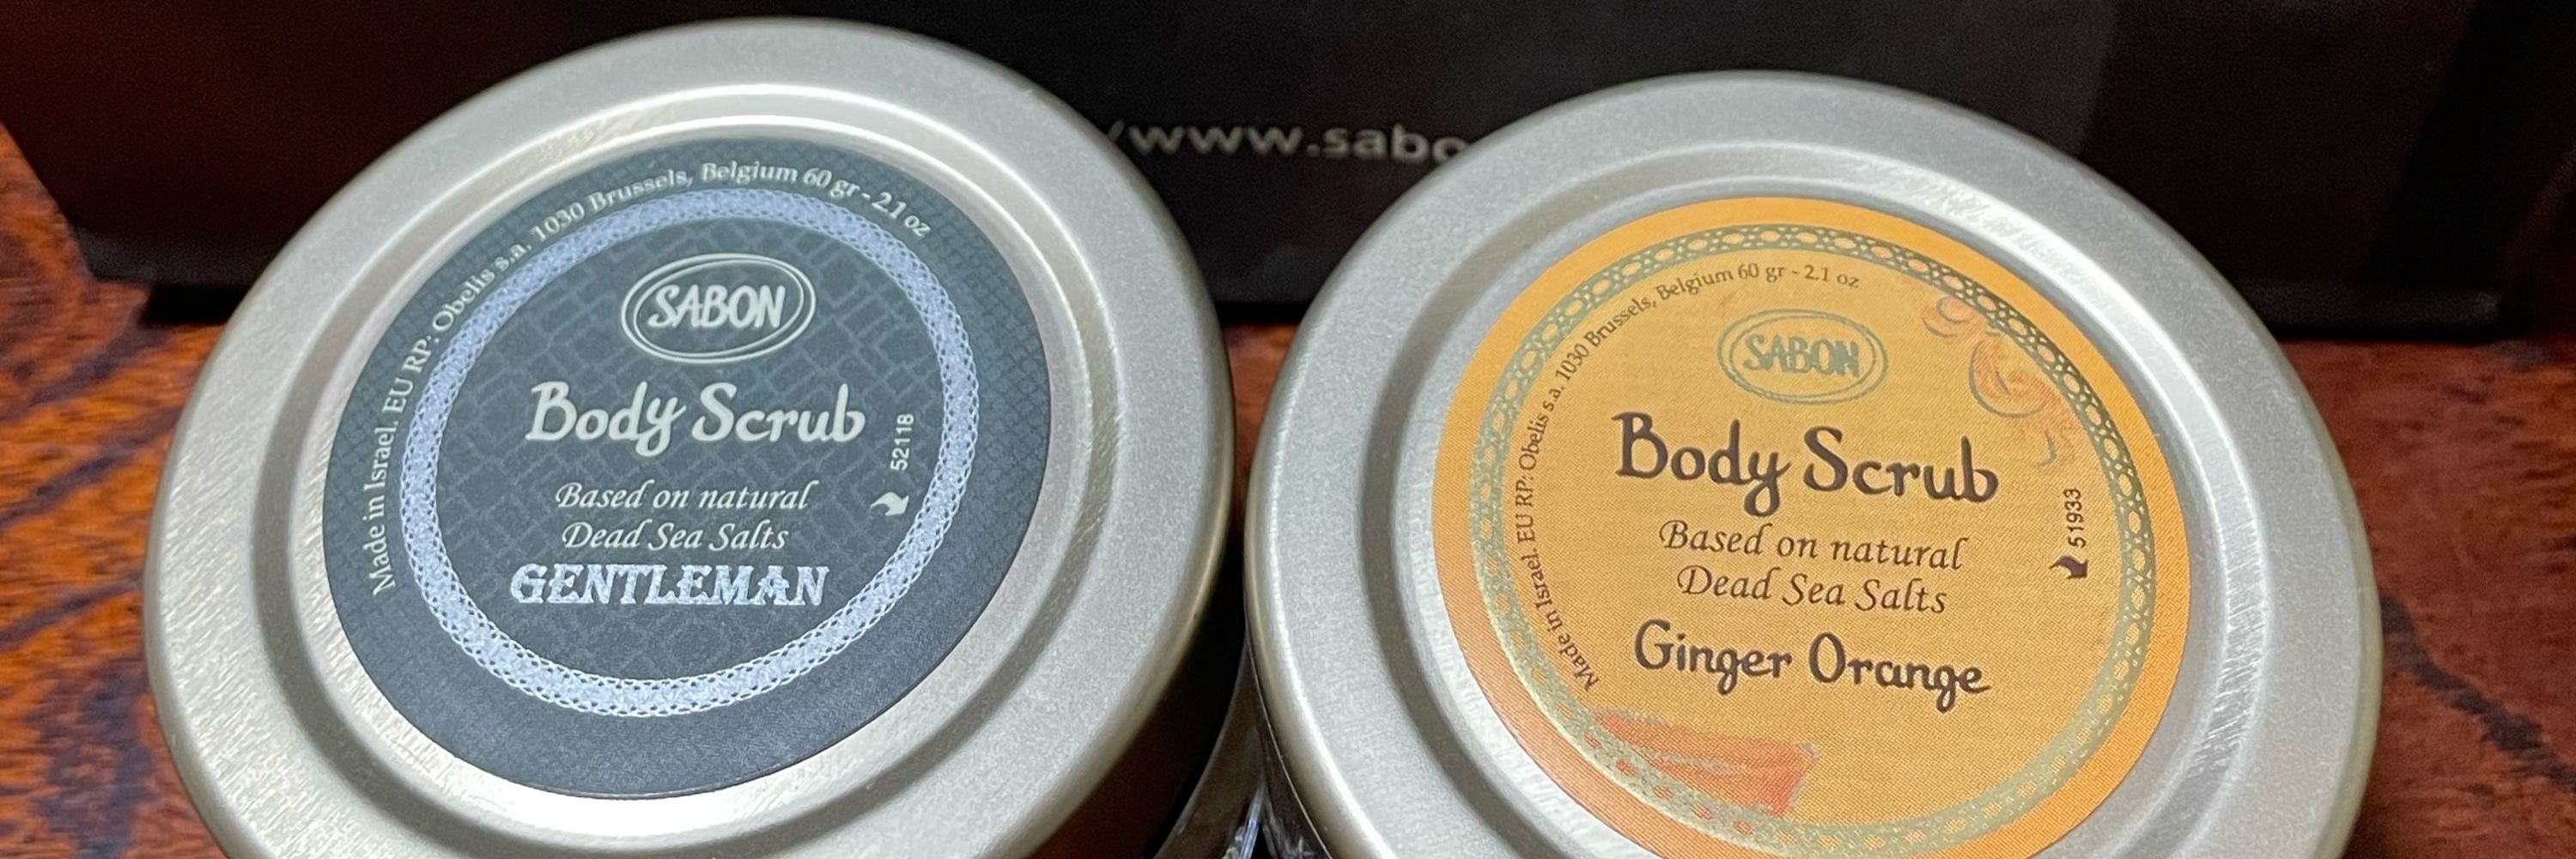 /www.sabo
Made in Israel. EU RP: Obelis s.a. 1030 Brussels, Belgium 60 gr - 2.1 oz
SABON
Body Scrub
52118
Based on natural
Dead Sea Salts
GENTLEMAN
Made in Israel. EU RP: Obelis s.a. 1030 Brussels, Belgium 60 gr - 2.1 oz
SABON
Body Scrub
51933
Based on natural
Dead Sea Salts
Ginger Orange